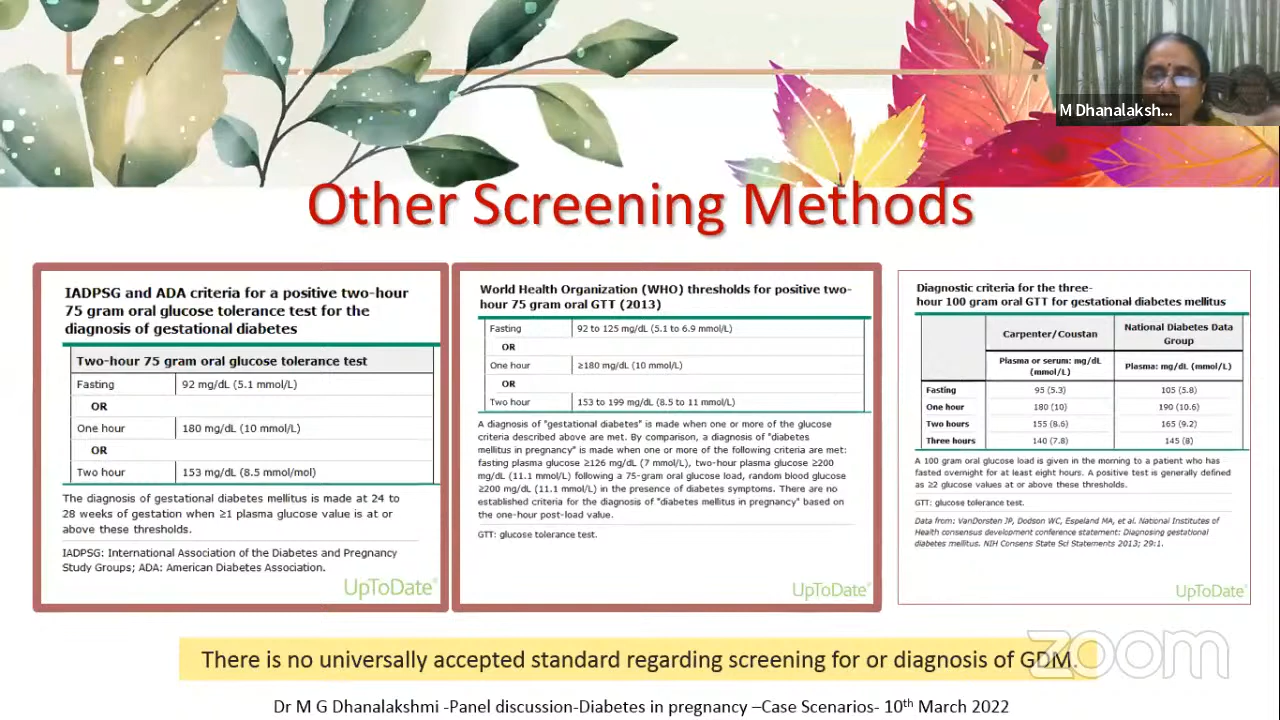 M Dhanalaksh...
Other Screening Methods
IADPSG and ADA criteria for a positive two-hour
75 gram oral glucose tolerance test for the
diagnosis of gestational diabetes
Two-hour 75 gram oral glucose tolerance test
Fasting 92 mg/dL (5.1 mmol/L)
OR
One hour 180 mg/dL (10 mmol/L)
OR
Two hour 153 mg/dL (8.5 mmol/mol)
The diagnosis of gestational diabetes mellitus is made at 24 to
28 weeks of gestation when ≥1 plasma glucose value is at or
above these thresholds.
IADPSG: International Association of the Diabetes and Pregnancy
Study Groups; ADA: American Diabetes Association.
UpToDate®
World Health Organization (WHO) thresholds for positive two-
hour 75 gram oral GTT (2013)
Fasting 92 to 125 mg/dL (5.1 to 6.9 mmol/L)
OR
One hour ≥180 mg/dL (10 mmol/L)
OR
Two hour 153 to 199 mg/dL (8.5 to 11 mmol/L)
A diagnosis of "gestational diabetes" is made when one or more of the glucose
criteria described above are met. By comparison, a diagnosis of "diabetes
mellitus in pregnancy" is made when one or more of the following criteria are met:
fasting plasma glucose ≥126 mg/dL (7 mmol/L), two-hour plasma glucose ≥200
mg/dL (11.1 mmol/L) following a 75-gram oral glucose load, random blood glucose
≥200 mg/dL (11.1 mmol/L) in the presence of diabetes symptoms. There are no
established criteria for the diagnosis of "diabetes mellitus in pregnancy" based on
the one-hour post-load value.
GTT: glucose tolerance test.
UpToDate®
Diagnostic criteria for the three-
hour 100 gram oral GTT for gestational diabetes mellitus
Carpenter/Coustan National Diabetes Data
Group
Plasma or serum: mg/dL
(mmol/L) Plasma: mg/dL (mmol/L)
Fasting 95 (5.3) 105 (5.8)
One hour 180 (10) 190 (10.6)
Two hours 155 (8.6) 165 (9.2)
Three hours 140 (7.8) 145 (8)
A 100 gram oral glucose load is given in the morning to a patient who has
fasted overnight for at least eight hours. A positive test is generally defined
as ≥2 glucose values at or above these thresholds.
GTT: glucose tolerance test.
Data from: VanDorsten JP, Dodson WC, Espeland MA, et al. National Institutes of
Health consensus development conference statement: Diagnosing gestational
diabetes mellitus. NIH Consens State Sci Statements 2013; 29:1.
UpToDate®
There is no universally accepted standard regarding screening for or diagnosis of GDM.
zoom
Dr M G Dhanalakshmi -Panel discussion-Diabetes in pregnancy –Case Scenarios- 10th March 2022